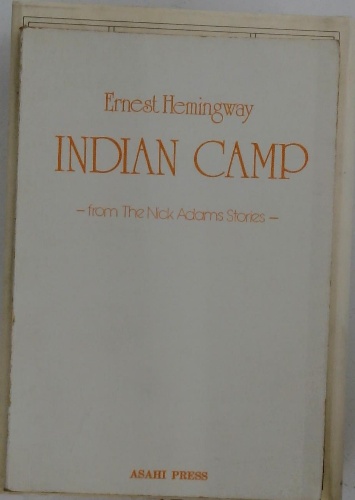 Ernest Hemingway
INDIAN CAMP
– from The Nick Adams Stories –
ASAHI PRESS